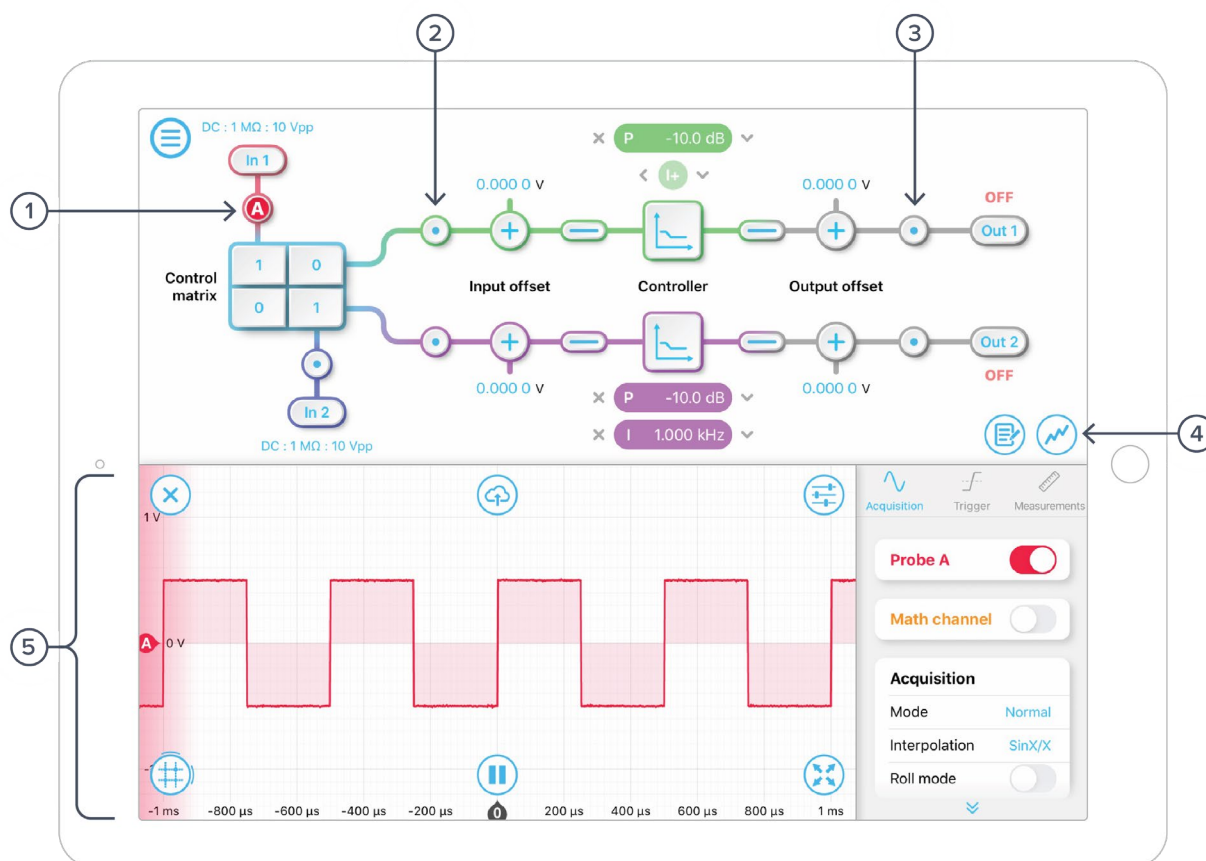 2
3
DC : 1 MΩ : 10 Vpp
P -10.0 dB
In 1
I+
0.000 0 V
0.000 0 V
OFF
1
A
Out 1
Control
matrix
1 0
0 1
Input offset
Controller
Output offset
Out 2
0.000 0 V
0.000 0 V
OFF
In 2
P -10.0 dB
DC : 1 MΩ : 10 Vpp
I 1.000 kHz
4
Acquisition
Trigger
Measurements
1 V
Probe A
Math channel
5
A
0 V
Acquisition
Mode Normal
Interpolation SinX/X
Roll mode
-1 ms -800 µs -600 µs -400 µs -200 µs 0 200 µs 400 µs 600 µs 800 µs 1 ms